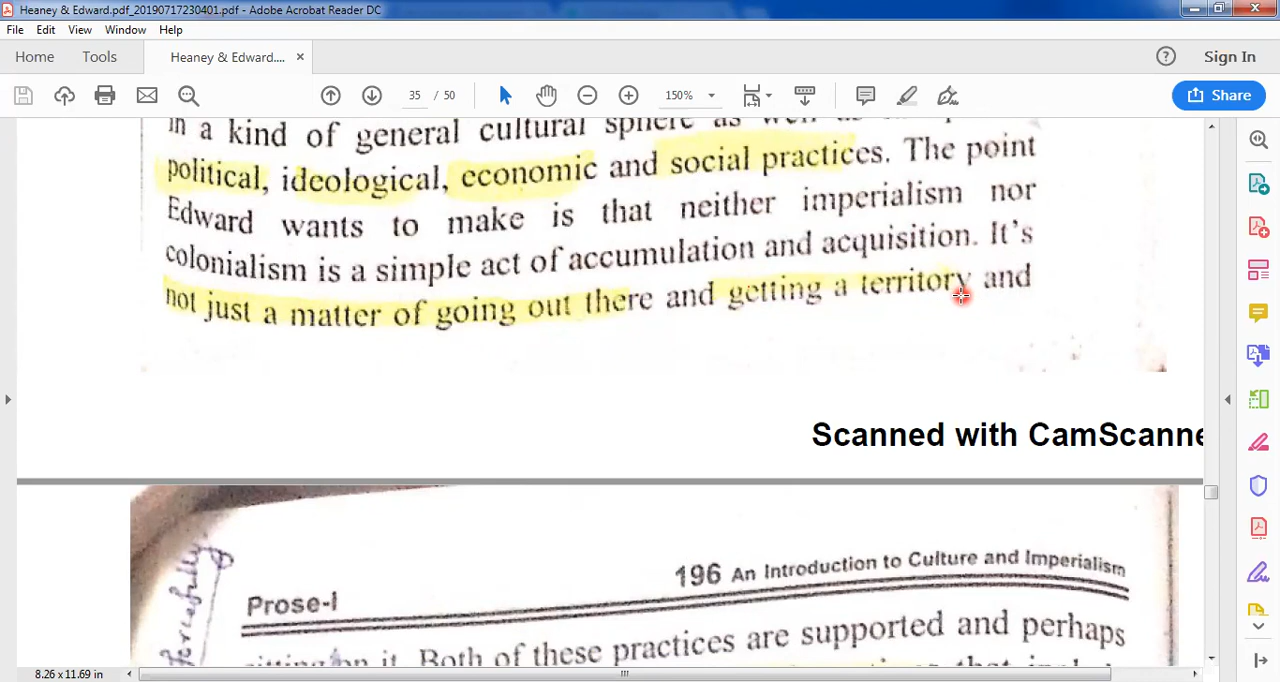 Heaney & Edward.pdf_20190717230401.pdf - Adobe Acrobat Reader DC
File Edit View Window Help
Home Tools Heaney & Edward.... ×
Sign In
35 / 50 150% Share
in a kind of general cultural sphere as well as
political, ideological, economic and social practices. The point
Edward wants to make is that neither imperialism nor
colonialism is a simple act of accumulation and acquisition. It's
not just a matter of going out there and getting a territory and
Scanned with CamScanne
forcefully
196 An Introduction to Culture and Imperialism
Prose-I
sitting on it. Both of these practices are supported and perhaps
8.26 x 11.69 in